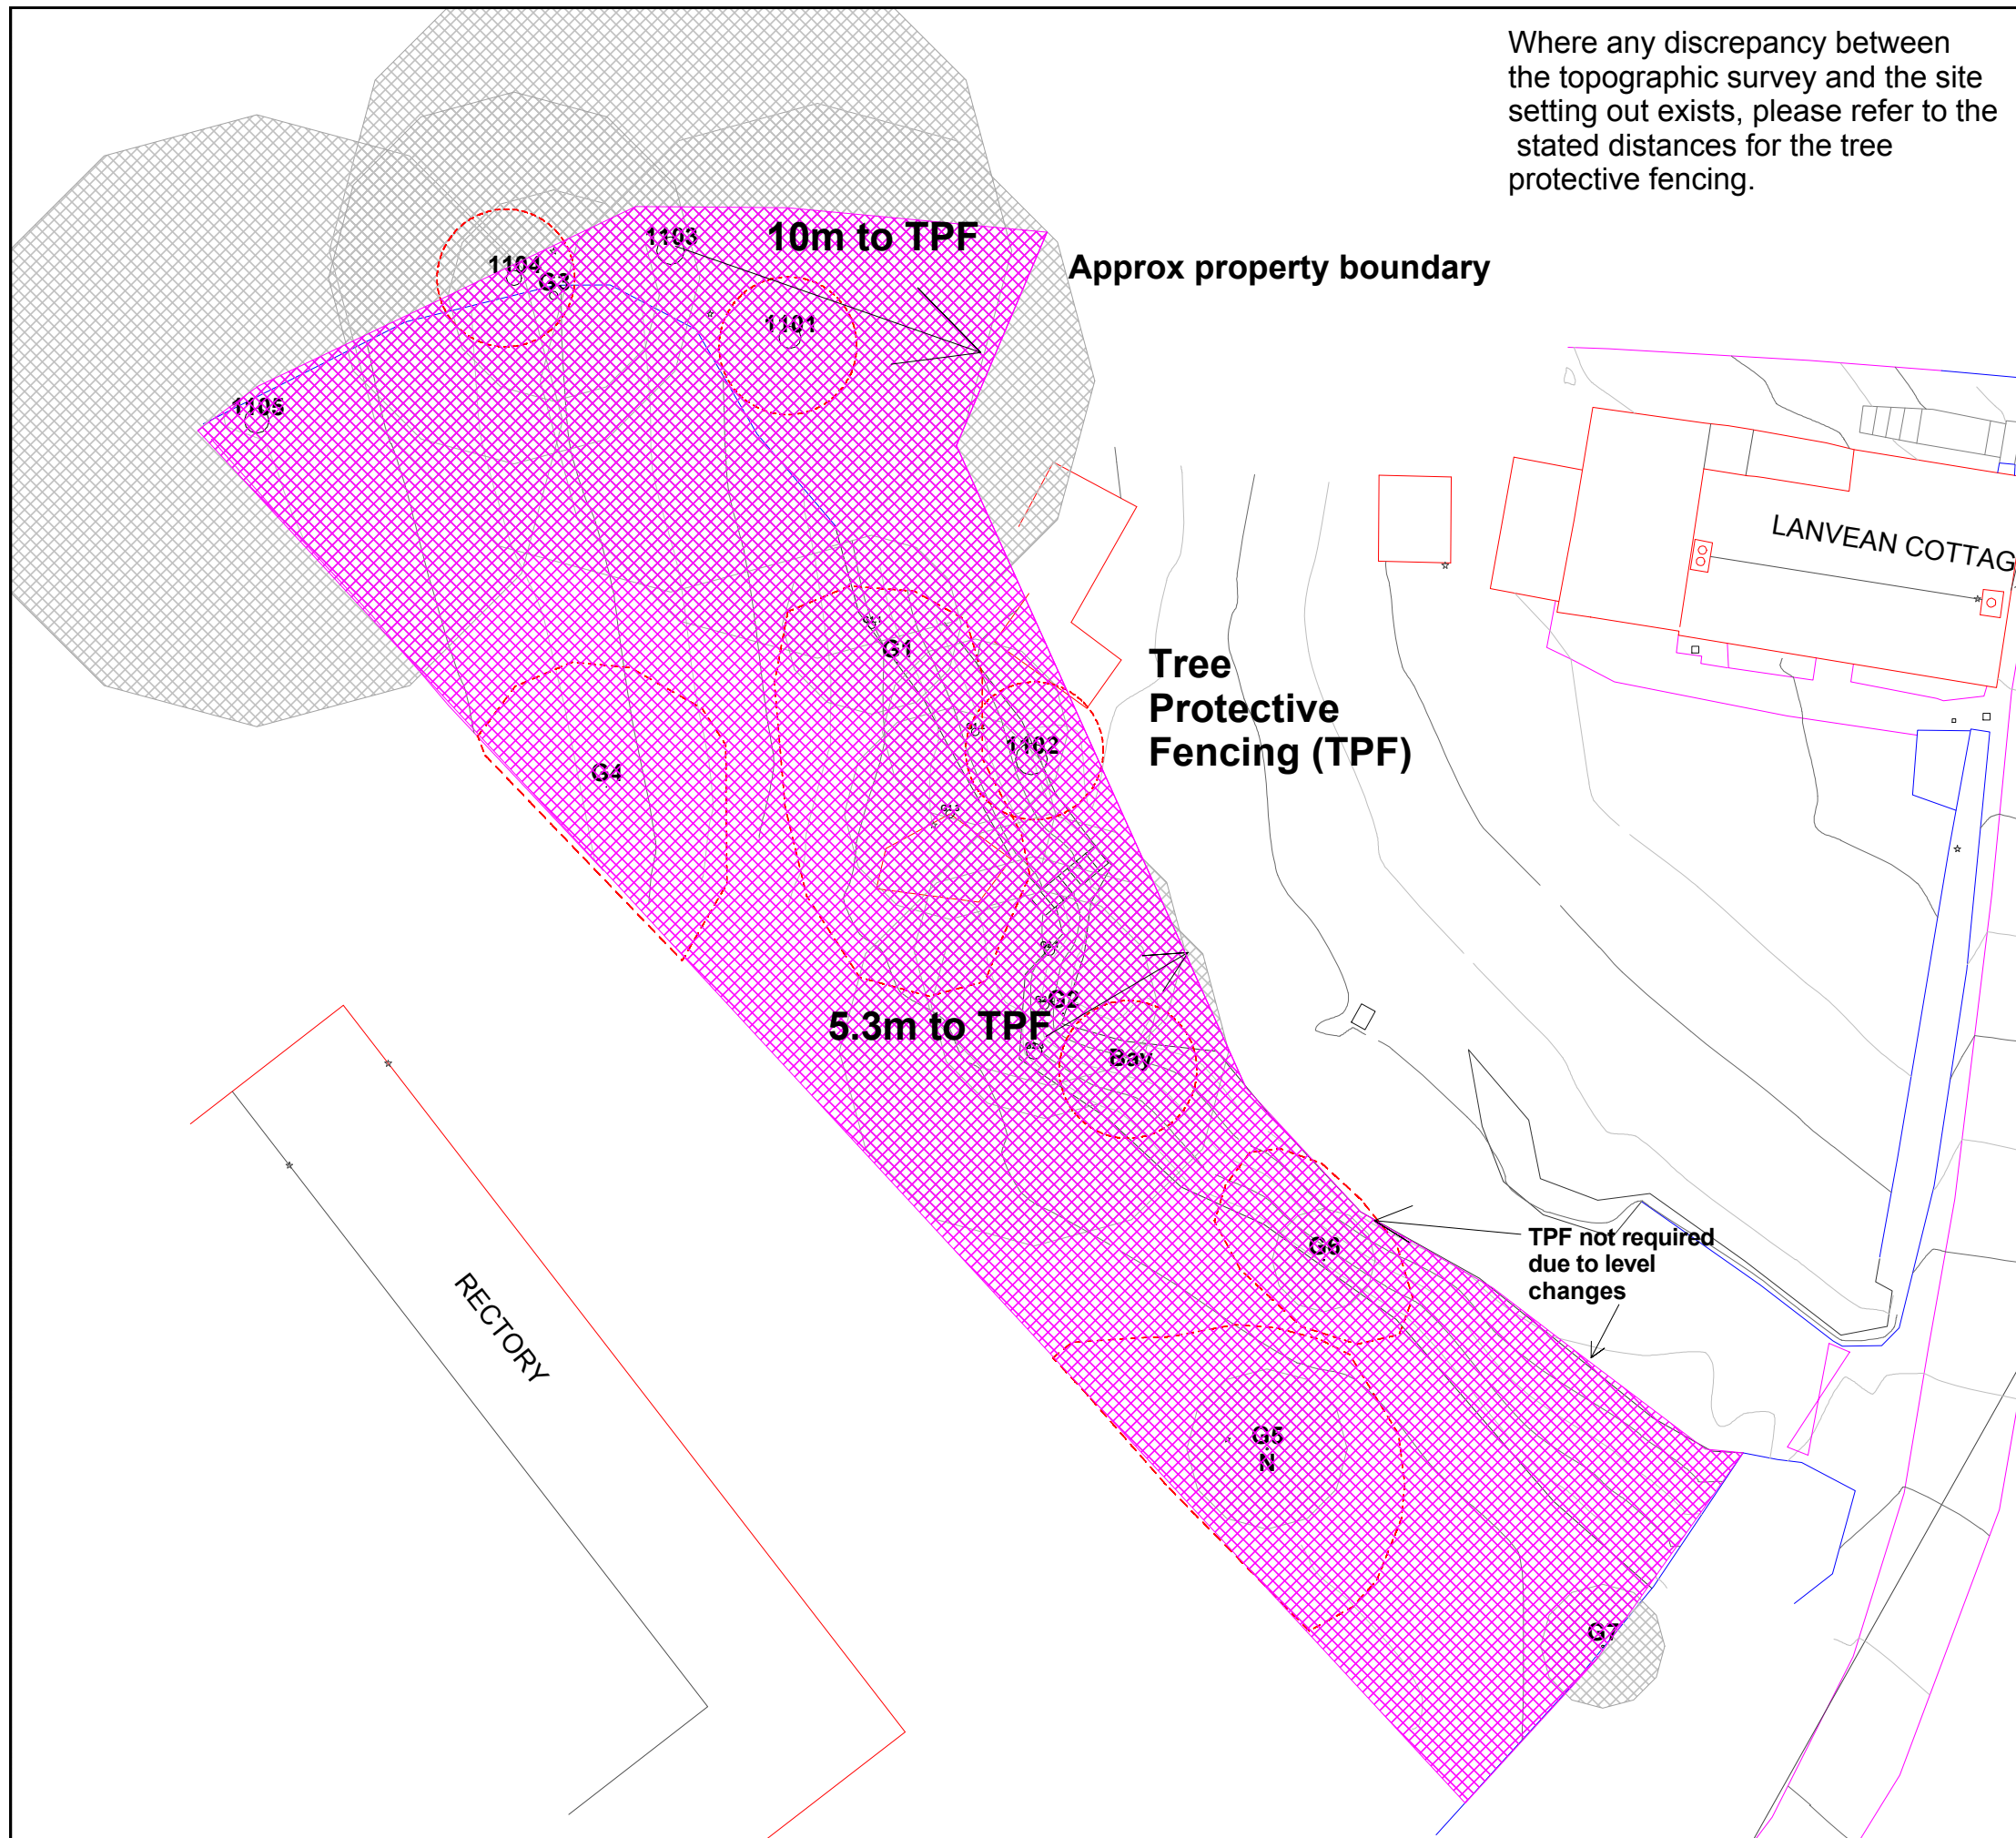 Where any discrepancy between
the topographic survey and the site
setting out exists, please refer to the
stated distances for the tree
protective fencing.
1103
10m to TPF
1104
G3
Approx property boundary
1101
1105
LANVEAN COTTAG
G1
Tree
Protective
Fencing (TPF)
1102
G4
G2
5.3m to TPF
Bay
TPF not required
due to level
changes
G6
RECTORY
G5
N
G7